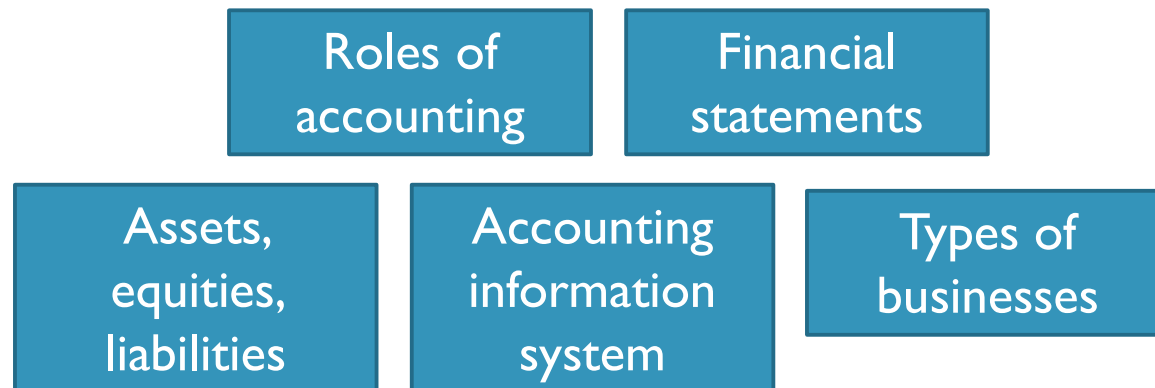 Roles of
accounting
Financial
statements
Assets,
equities,
liabilities
Accounting
information
system
Types of
businesses